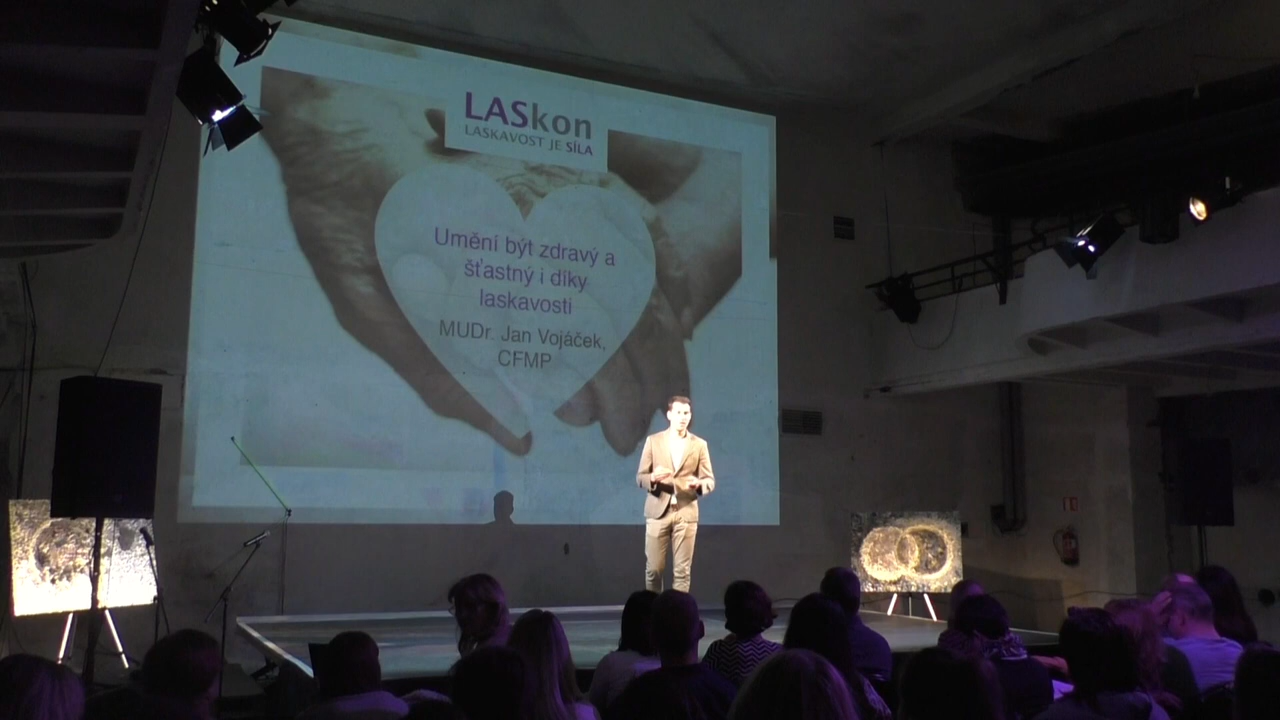 LASkon
LASKAVOST JE SÍLA
Umění být zdravý a
šťastný i díky
laskavosti
MUDr. Jan Vojáček,
CFMP